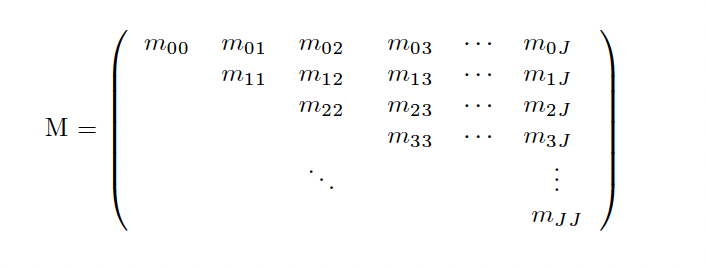 m₀₀ m₀₁ m₀₂ m₀₃ ⋯ m₀J
m₁₁ m₁₂ m₁₃ ⋯ m₁J
m₂₂ m₂₃ ⋯ m₂J
M = m₃₃ ⋯ m₃J
⋱ ⋮
mJJ